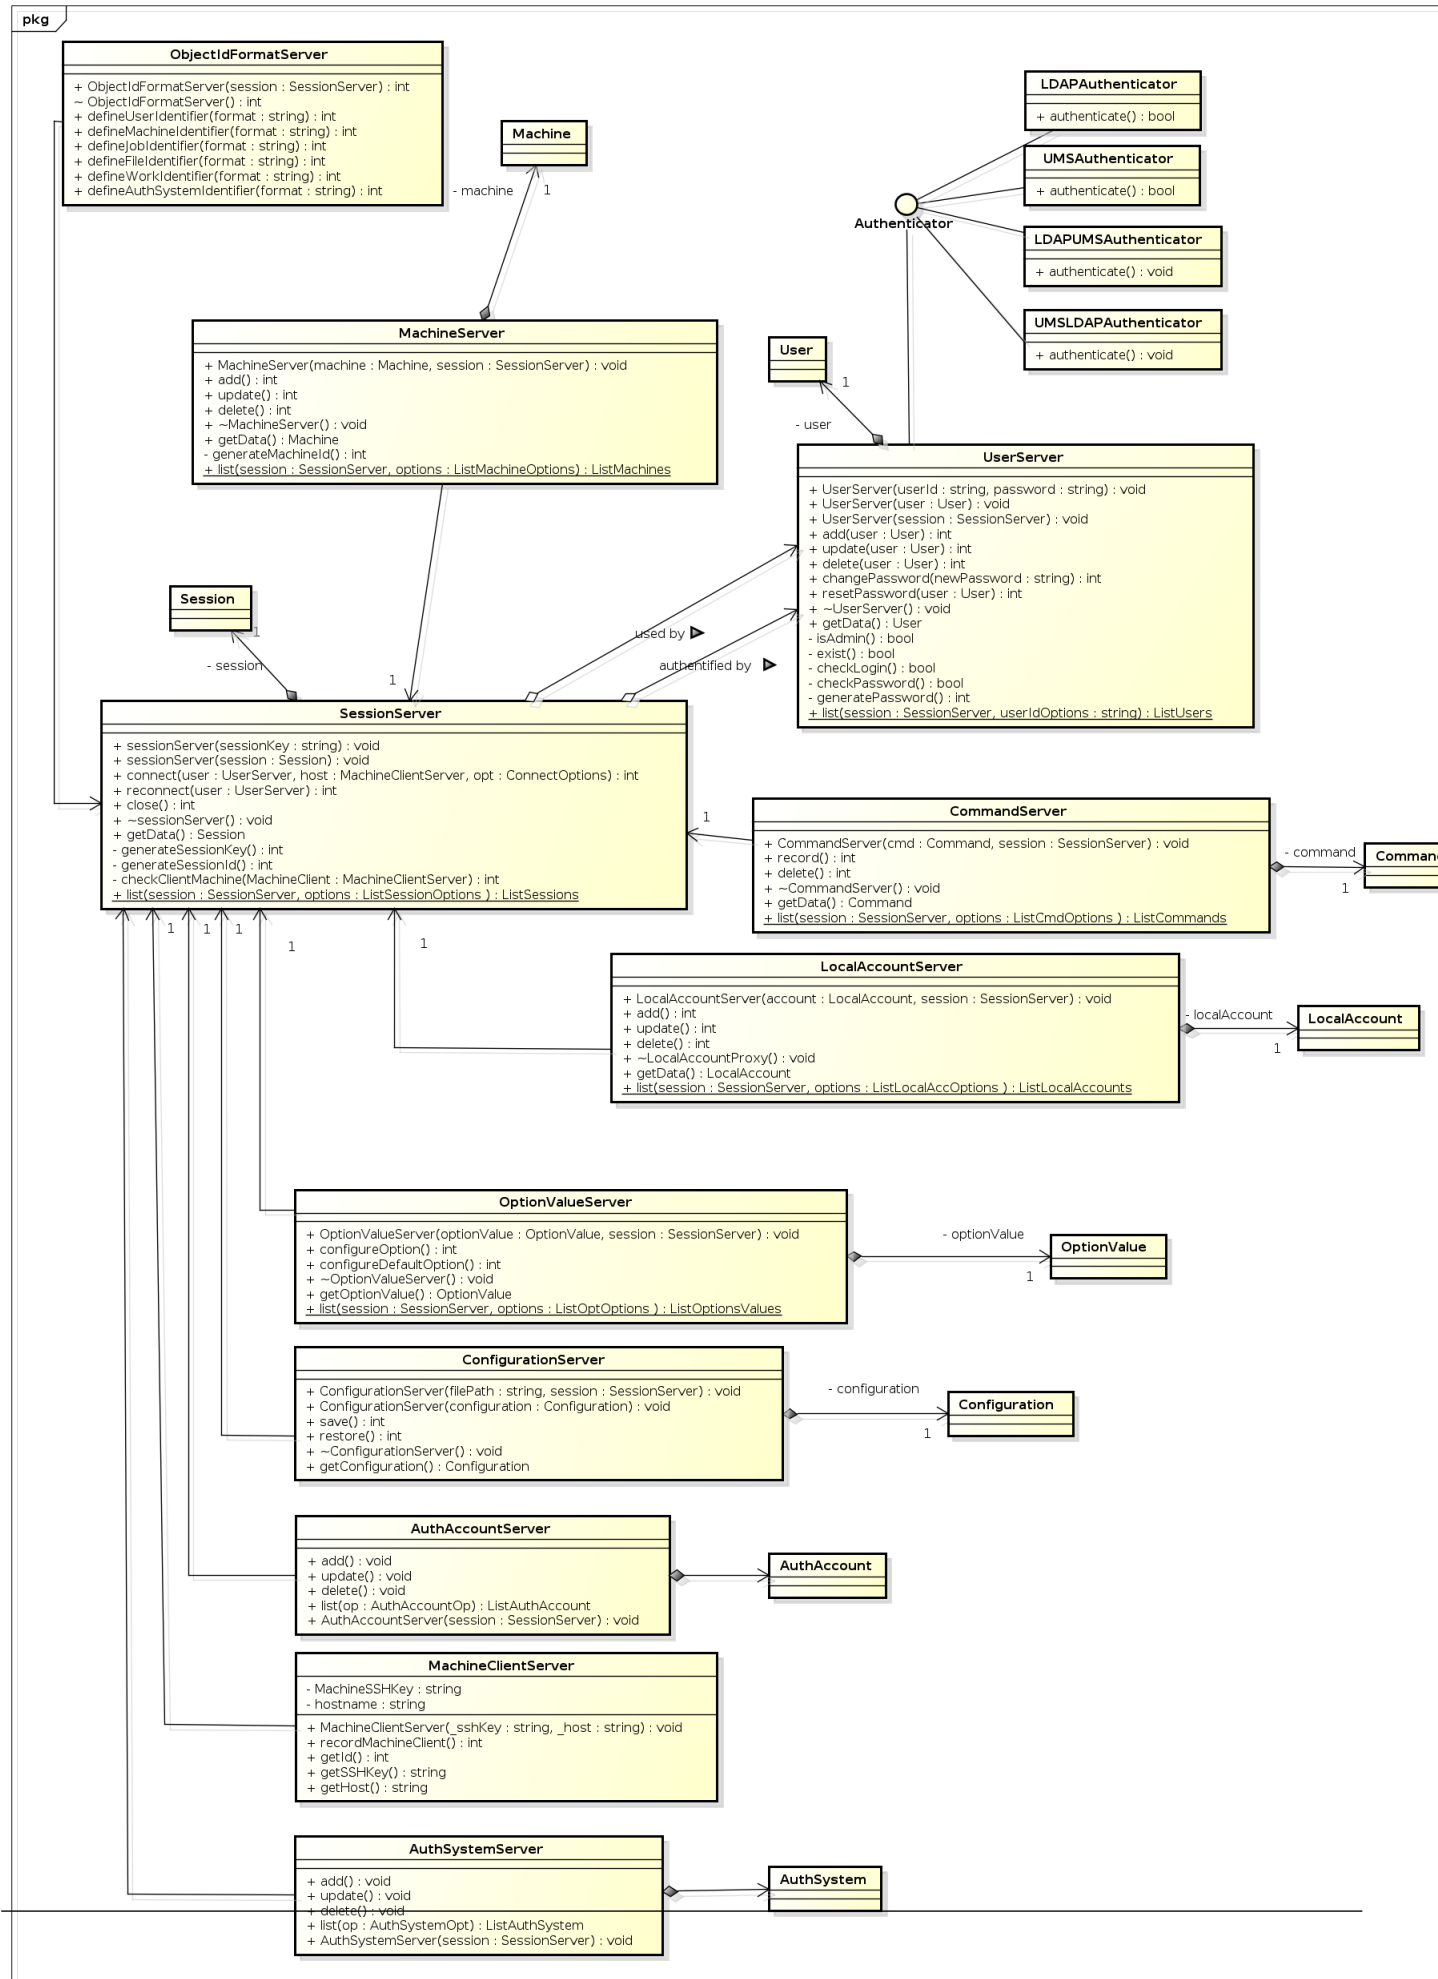 pkg
ObjectIdFormatServer
+ ObjectIdFormatServer(session : SessionServer) : int
~ ObjectIdFormatServer() : int
+ defineUserIdentifier(format : string) : int
+ defineMachineIdentifier(format : string) : int
+ defineJobIdentifier(format : string) : int
+ defineFileIdentifier(format : string) : int
+ defineWorkIdentifier(format : string) : int
+ defineAuthSystemIdentifier(format : string) : int
Machine
- machine
1
LDAPAuthenticator
+ authenticate() : bool
UMSAuthenticator
+ authenticate() : bool
Authenticator
LDAPUMSAuthenticator
+ authenticate() : void
UMSLDAPAuthenticator
+ authenticate() : void
MachineServer
+ MachineServer(machine : Machine, session : SessionServer) : void
+ add() : int
+ update() : int
+ delete() : int
+ ~MachineServer() : void
+ getData() : Machine
- generateMachineId() : int
+ list(session : SessionServer, options : ListMachineOptions) : ListMachines
User
1
- user
UserServer
+ UserServer(userId : string, password : string) : void
+ UserServer(user : User) : void
+ UserServer(session : SessionServer) : void
+ add(user : User) : int
+ update(user : User) : int
+ delete(user : User) : int
+ changePassword(newPassword : string) : int
+ resetPassword(user : User) : int
+ ~UserServer() : void
+ getData() : User
- isAdmin() : bool
- exist() : bool
- checkLogin() : bool
- checkPassword() : bool
- generatePassword() : int
+ list(session : SessionServer, userIdOptions : string) : ListUsers
Session
1
- session
used by
authentified by
1
SessionServer
+ sessionServer(sessionKey : string) : void
+ sessionServer(session : Session) : void
+ connect(user : UserServer, host : MachineClientServer, opt : ConnectOptions) : int
+ reconnect(user : UserServer) : int
+ close() : int
+ ~sessionServer() : void
+ getData() : Session
- generateSessionKey() : int
- generateSessionId() : int
- checkClientMachine(MachineClient : MachineClientServer) : int
+ list(session : SessionServer, options : ListSessionOptions ) : ListSessions
1
CommandServer
+ CommandServer(cmd : Command, session : SessionServer) : void
+ record() : int
+ delete() : int
+ ~CommandServer() : void
+ getData() : Command
+ list(session : SessionServer, options : ListCmdOptions ) : ListCommands
- command
1
Comman
1
1
1
1
1
LocalAccountServer
+ LocalAccountServer(account : LocalAccount, session : SessionServer) : void
+ add() : int
+ update() : int
+ delete() : int
+ ~LocalAccountProxy() : void
+ getData() : LocalAccount
+ list(session : SessionServer, options : ListLocalAccOptions ) : ListLocalAccounts
- localAccount
1
LocalAccount
OptionValueServer
+ OptionValueServer(optionValue : OptionValue, session : SessionServer) : void
+ configureOption() : int
+ configureDefaultOption() : int
+ ~OptionValueServer() : void
+ getOptionValue() : OptionValue
+ list(session : SessionServer, options : ListOptOptions ) : ListOptionsValues
- optionValue
1
OptionValue
ConfigurationServer
+ ConfigurationServer(filePath : string, session : SessionServer) : void
+ ConfigurationServer(configuration : Configuration) : void
+ save() : int
+ restore() : int
+ ~ConfigurationServer() : void
+ getConfiguration() : Configuration
- configuration
1
Configuration
AuthAccountServer
+ add() : void
+ update() : void
+ delete() : void
+ list(op : AuthAccountOp) : ListAuthAccount
+ AuthAccountServer(session : SessionServer) : void
AuthAccount
MachineClientServer
- MachineSSHKey : string
- hostname : string
+ MachineClientServer(_sshKey : string, _host : string) : void
+ recordMachineClient() : int
+ getId() : int
+ getSSHKey() : string
+ getHost() : string
AuthSystemServer
+ add() : void
+ update() : void
+ delete() : void
+ list(op : AuthSystemOpt) : ListAuthSystem
+ AuthSystemServer(session : SessionServer) : void
AuthSystem